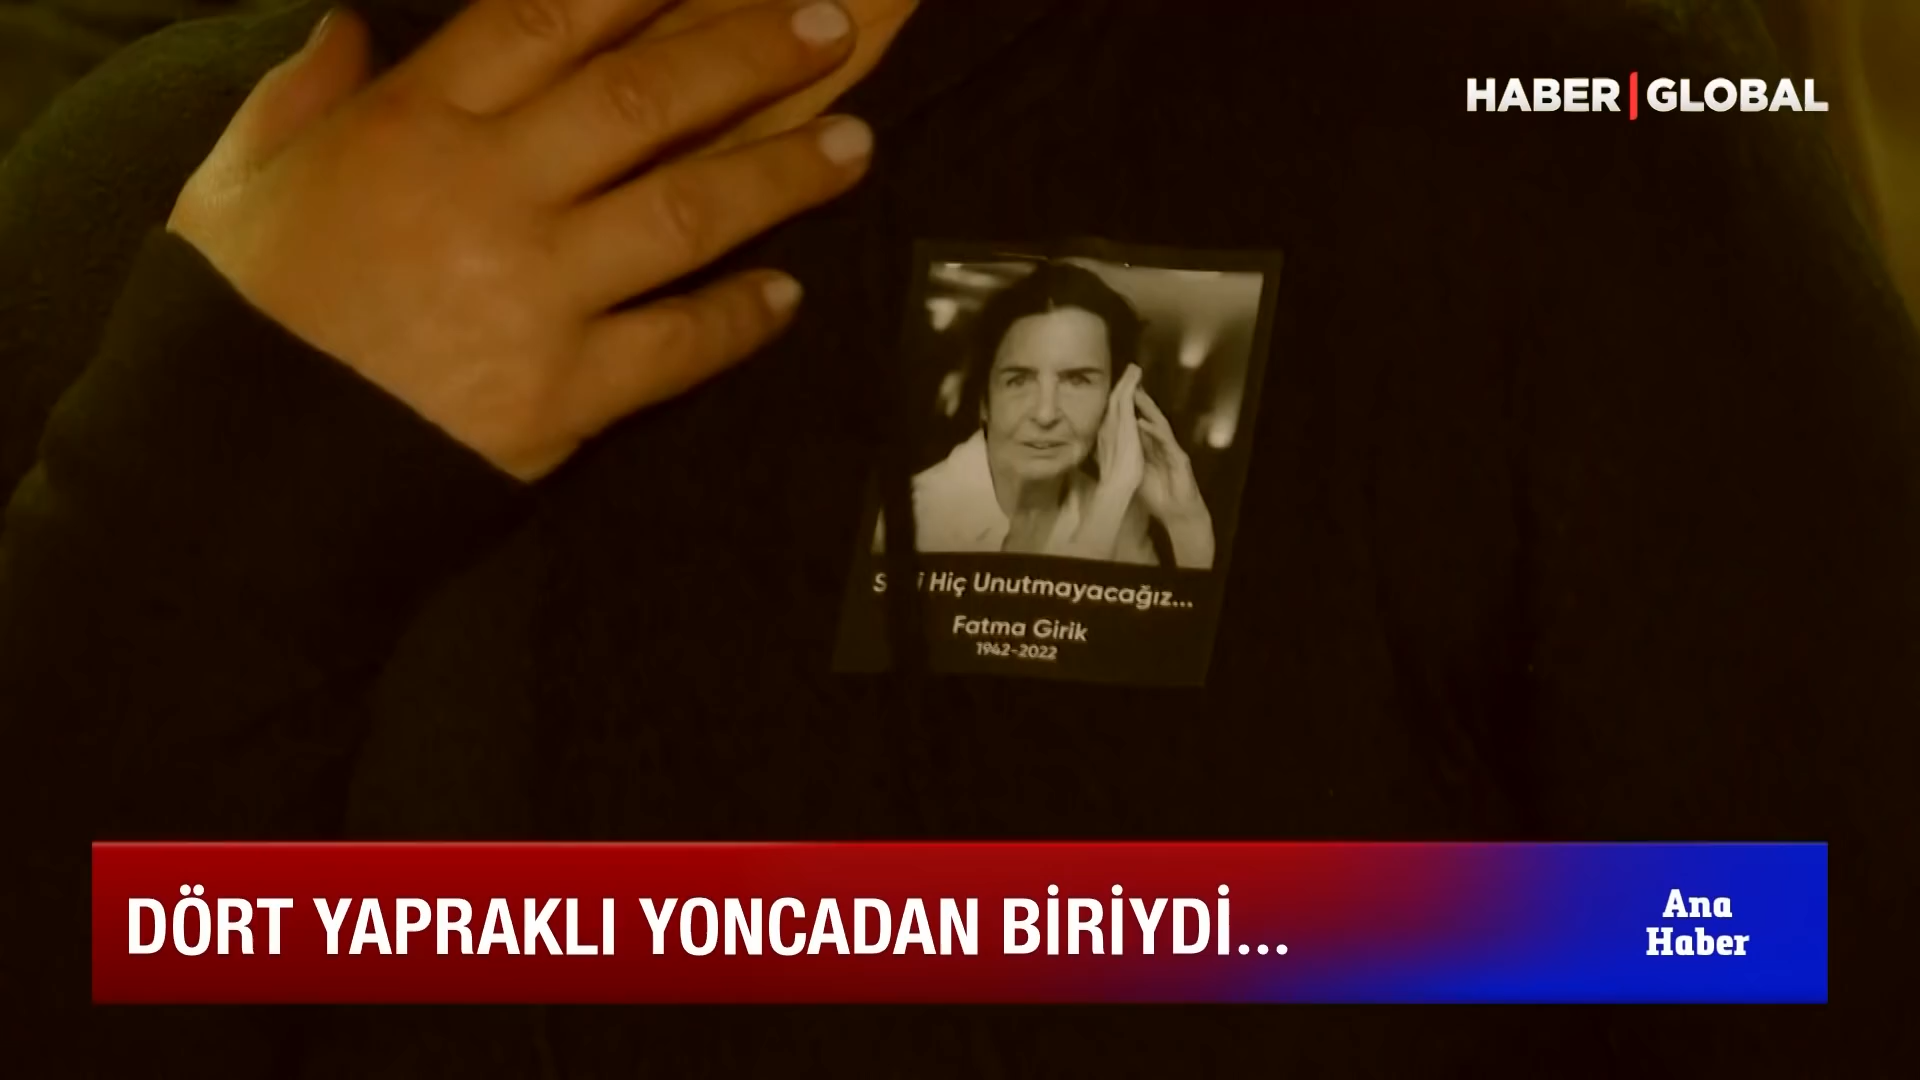 HABER GLOBAL
Hiç Unutmayacağız...
Fatma Girik
1942-2022
DÖRT YAPRAKLI YONCADAN BİRİYDİ...
Ana
Haber